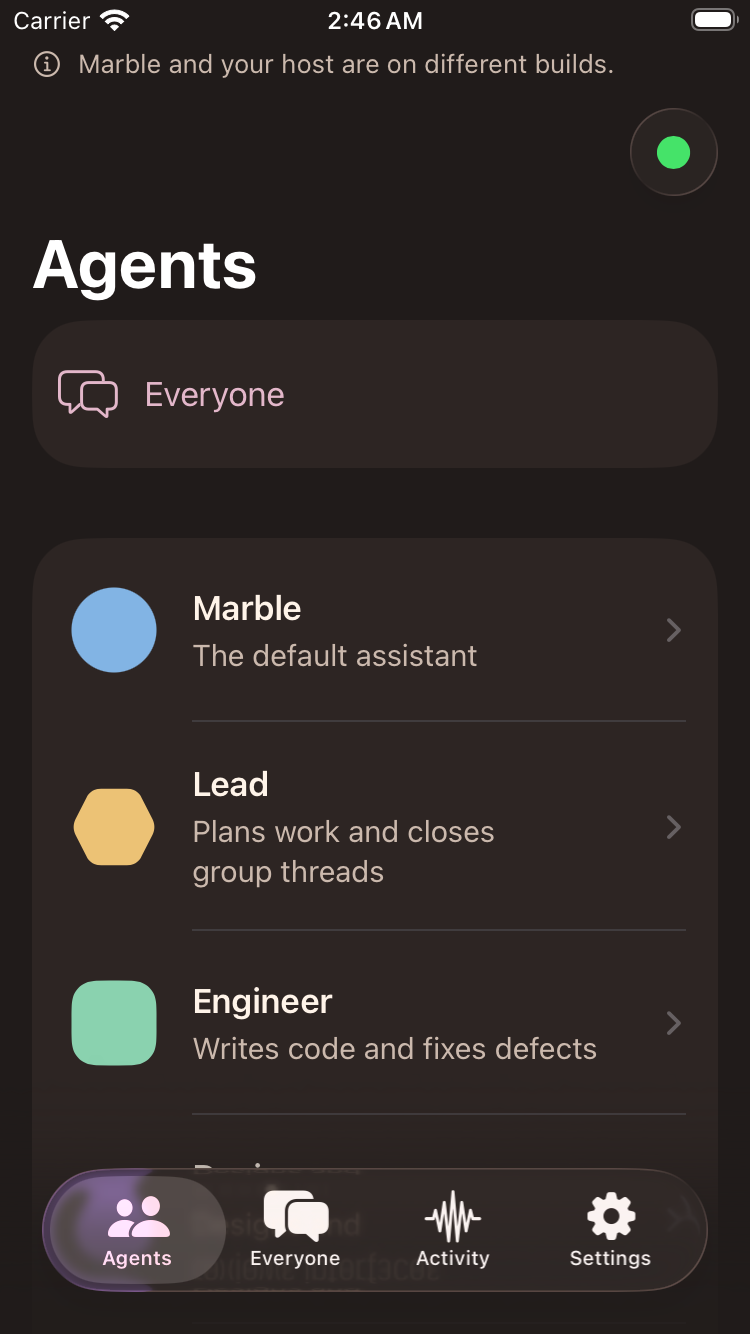 Carrier 2:46 AM
Marble and your host are on different builds.
Agents
Everyone
Marble
The default assistant
Lead
Plans work and closes
group threads
Engineer
Writes code and fixes defects
Agents
Everyone
Activity
Settings